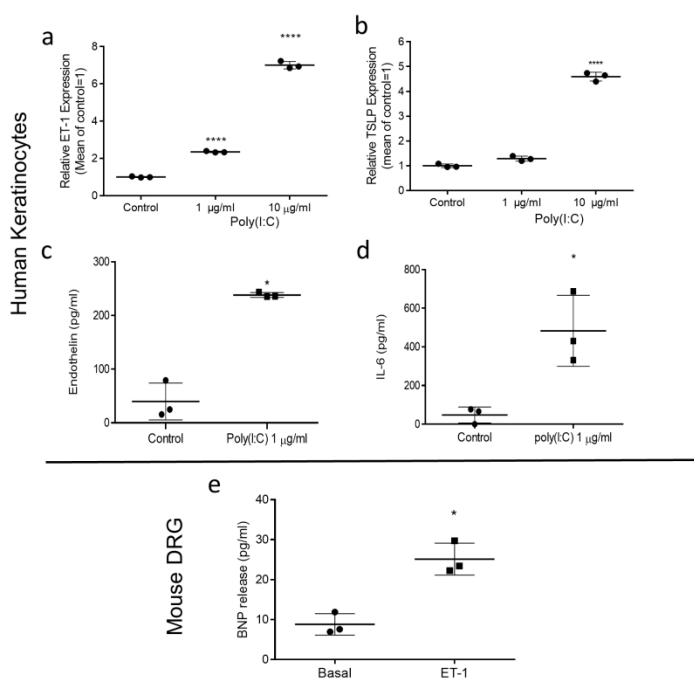 Human Keratinocytes
a
Relative ET-1 Expression
(Mean of control=1)
8
6
4
2
0
****
****
Control
1 µg/ml
10 µg/ml
Poly(I:C)
b
Relative TSLP Expression
(mean of control=1)
6
5
4
3
2
1
0
****
Control
1 µg/ml
10 µg/ml
Poly(I:C)
c
Endothelin (pg/ml)
300
200
100
0
*
Control
Poly(I:C) 1 µg/ml
d
IL-6 (pg/ml)
800
600
400
200
0
*
Control
poly(I:C) 1 µg/ml
Mouse DRG
e
BNP release (pg/ml)
40
30
20
10
0
*
Basal
ET-1